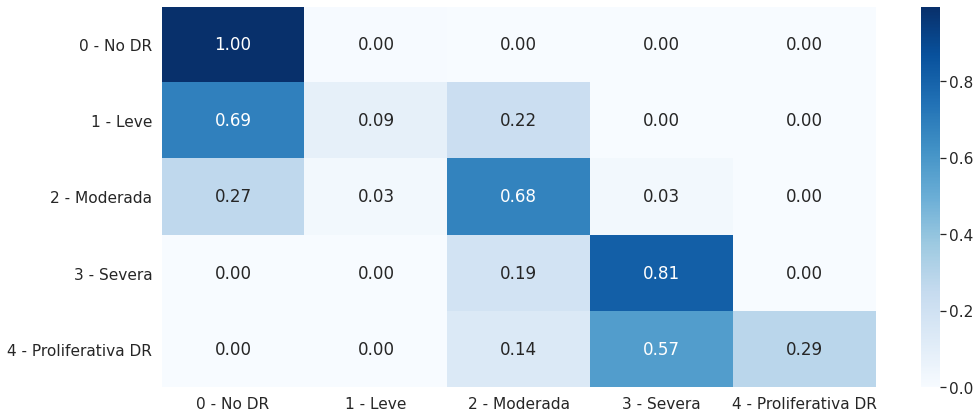 0 - No DR 1.00 0.00 0.00 0.00 0.00
1 - Leve 0.69 0.09 0.22 0.00 0.00
2 - Moderada 0.27 0.03 0.68 0.03 0.00
3 - Severa 0.00 0.00 0.19 0.81 0.00
4 - Proliferativa DR 0.00 0.00 0.14 0.57 0.29
0 - No DR 1 - Leve 2 - Moderada 3 - Severa 4 - Proliferativa DR
0.8
0.6
0.4
0.2
0.0